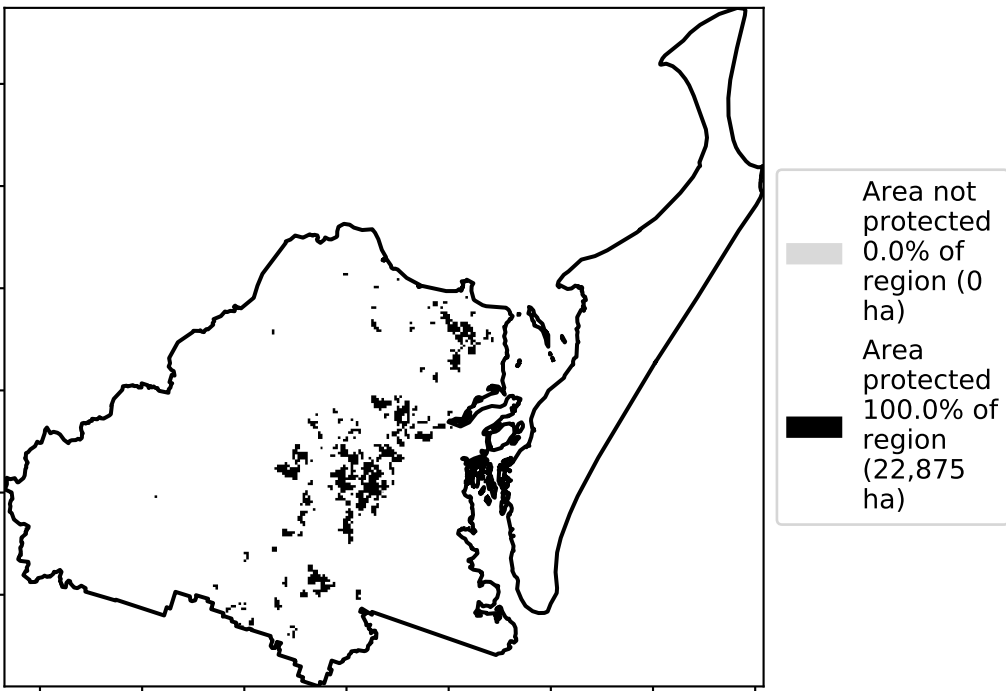 Area not
protected
0.0% of
region (0
ha)
Area
protected
100.0% of
region
(22,875
ha)